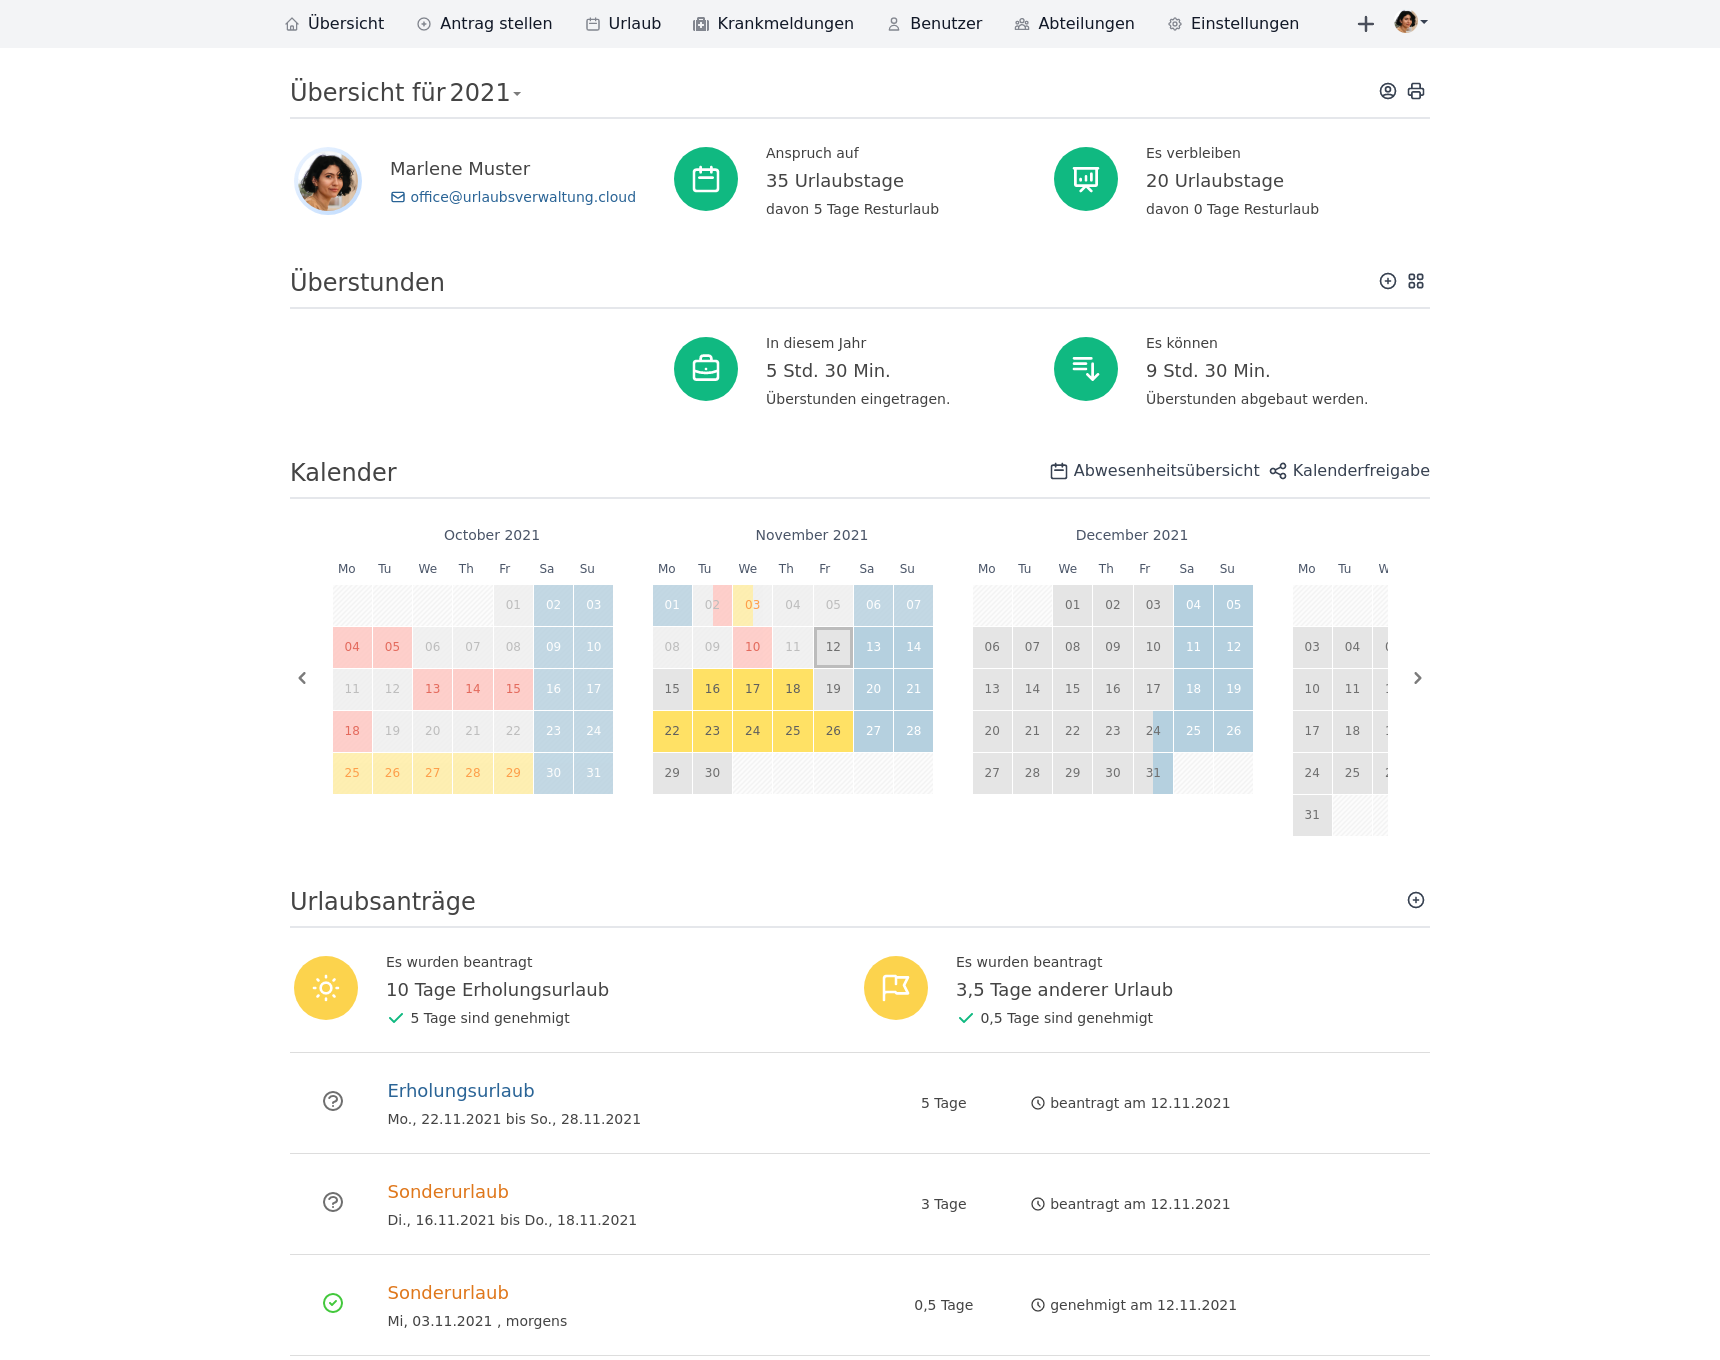 Übersicht Antrag stellen Urlaub Krankmeldungen Benutzer Abteilungen Einstellungen
Übersicht für 2021
Marlene Muster
office@urlaubsverwaltung.cloud
Anspruch auf
35 Urlaubstage
davon 5 Tage Resturlaub
Es verbleiben
20 Urlaubstage
davon 0 Tage Resturlaub
Überstunden
In diesem Jahr
5 Std. 30 Min.
Überstunden eingetragen.
Es können
9 Std. 30 Min.
Überstunden abgebaut werden.
Kalender
Abwesenheitsübersicht Kalenderfreigabe
October 2021
Mo Tu We Th Fr Sa Su
01 02 03
04 05 06 07 08 09 10
11 12 13 14 15 16 17
18 19 20 21 22 23 24
25 26 27 28 29 30 31
November 2021
Mo Tu We Th Fr Sa Su
01 02 03 04 05 06 07
08 09 10 11 12 13 14
15 16 17 18 19 20 21
22 23 24 25 26 27 28
29 30
December 2021
Mo Tu We Th Fr Sa Su
01 02 03 04 05
06 07 08 09 10 11 12
13 14 15 16 17 18 19
20 21 22 23 24 25 26
27 28 29 30 31
Mo Tu
03 04
10 11
17 18
24 25
31
Urlaubsanträge
Es wurden beantragt
10 Tage Erholungsurlaub
5 Tage sind genehmigt
Es wurden beantragt
3,5 Tage anderer Urlaub
0,5 Tage sind genehmigt
Erholungsurlaub
Mo., 22.11.2021 bis So., 28.11.2021
5 Tage
beantragt am 12.11.2021
Sonderurlaub
Di., 16.11.2021 bis Do., 18.11.2021
3 Tage
beantragt am 12.11.2021
Sonderurlaub
Mi, 03.11.2021 , morgens
0,5 Tage
genehmigt am 12.11.2021